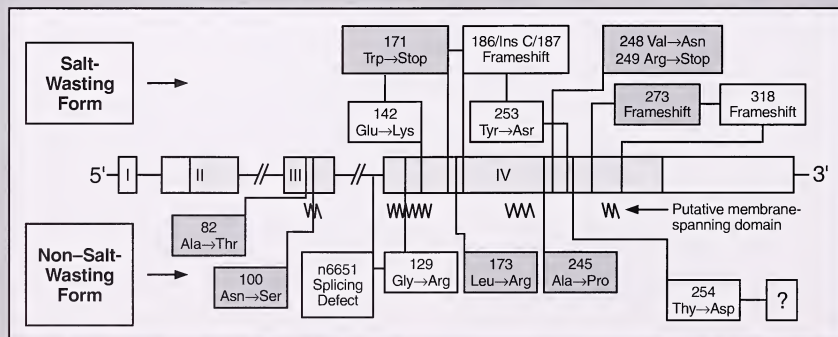 Salt-
Wasting
Form
171
Trp→Stop
186/Ins C/187
Frameshift
248 Val→Asn
249 Arg→Stop
142
Glu→Lys
253
Tyr→Asr
273
Frameshift
318
Frameshift
5'
I
II
III
IV
3'
Putative membrane-
spanning domain
Non–Salt-
Wasting
Form
82
Ala→Thr
100
Asn→Ser
n6651
Splicing
Defect
129
Gly→Arg
173
Leu→Arg
245
Ala→Pro
254
Thy→Asp
?